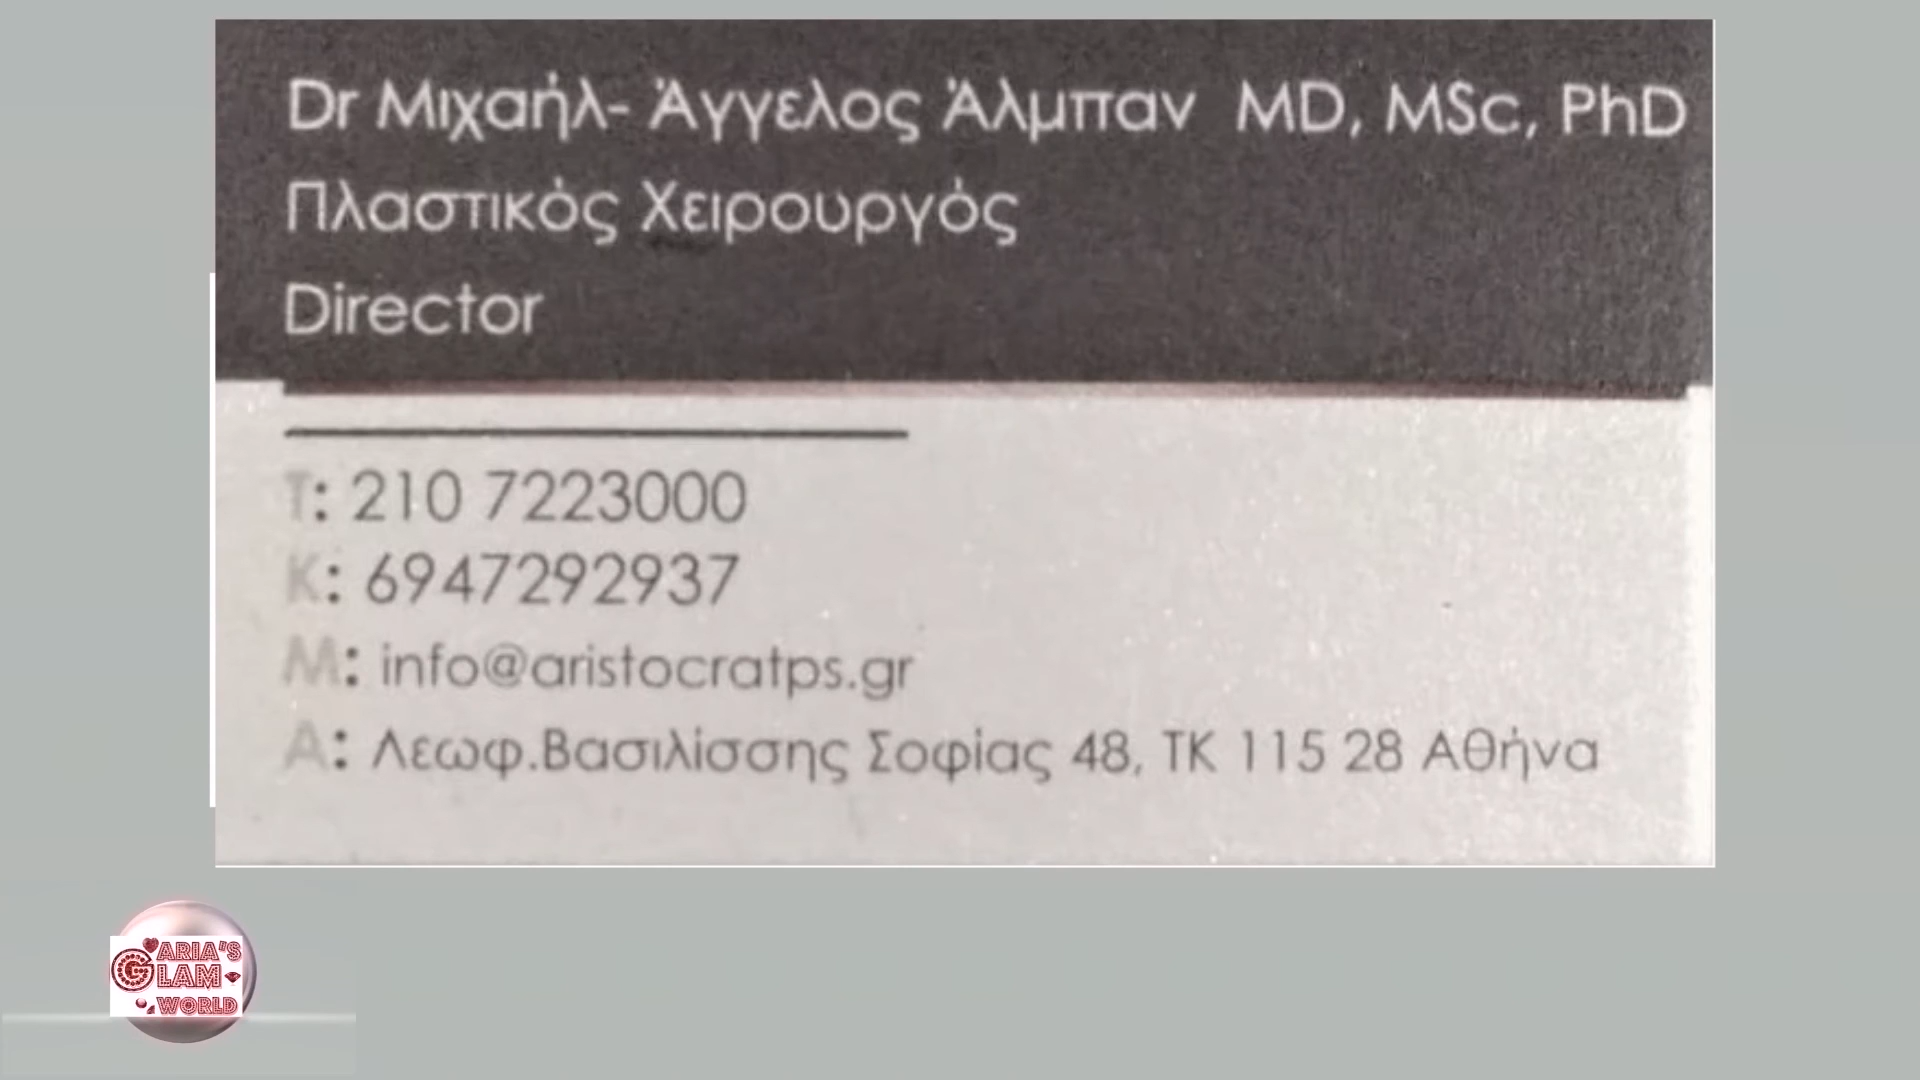 Dr Μιχαήλ- Άγγελος Άλμπαν MD, MSc, PhD
Πλαστικός Χειρουργός
Director
T: 210 7223000
K: 6947292937
M: info@aristocratps.gr
A: Λεωφ.Βασιλίσσης Σοφίας 48, ΤΚ 115 28 Αθήνα
ARIA'S
GLAM
WORLD